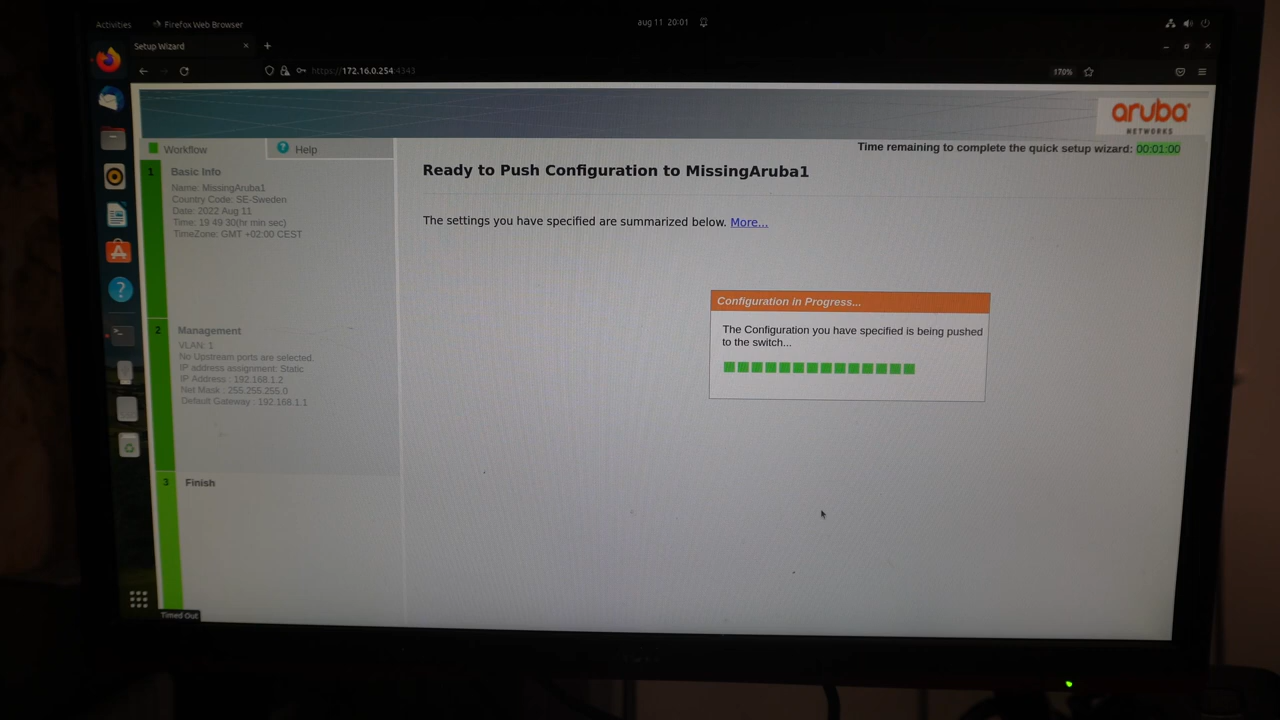 Activities
Firefox Web Browser
aug 11 20:01
Setup Wizard
https://172.16.0.254:4343
170%
aruba
NETWORKS
Workflow
Help
Time remaining to complete the quick setup wizard: 00:01:00
1
Basic Info
Name: MissingAruba1
Country Code: SE-Sweden
Date: 2022 Aug 11
Time: 19 49 30(hr min sec)
TimeZone: GMT +02:00 CEST
2
Management
VLAN: 1
No Upstream ports are selected.
IP address assignment: Static
IP Address : 192.168.1.2
Net Mask : 255.255.255.0
Default Gateway : 192.168.1.1
3
Finish
Ready to Push Configuration to MissingAruba1
The settings you have specified are summarized below. More...
Configuration in Progress...
The Configuration you have specified is being pushed
to the switch...
Timed Out